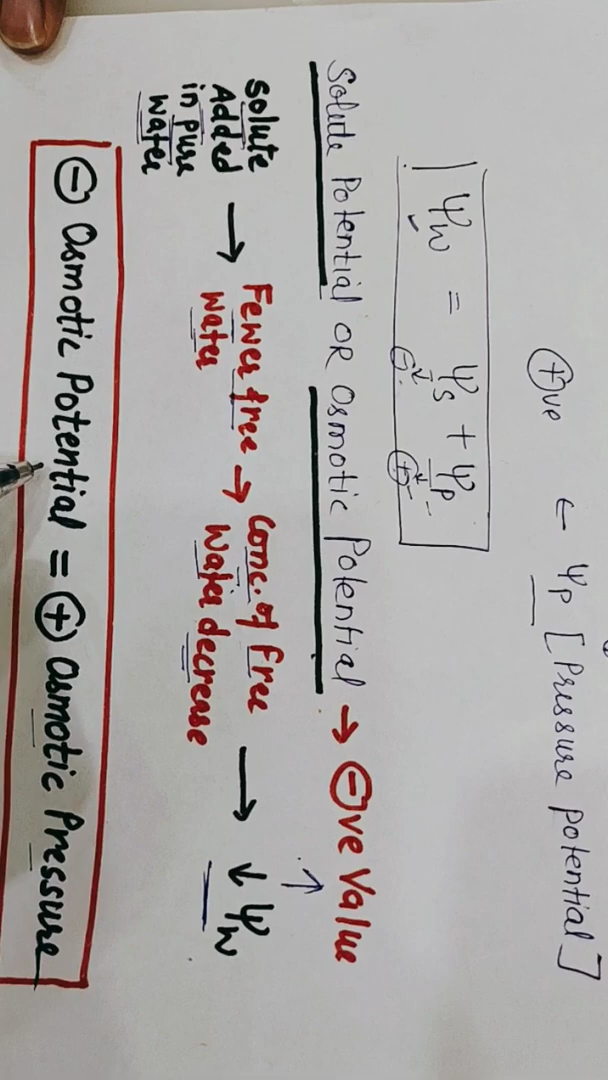 ⊕ve ← Ψp [Pressure potential]
Ψw = Ψs + Ψp
⊖ ⊕
Solute Potential OR Osmotic Potential → ⊖ve Value
Solute Added in pure water → Fewer free water → Conc. of free water decrease → ↓ Ψw
⊖ Osmotic Potential = ⊕ Osmotic Pressure